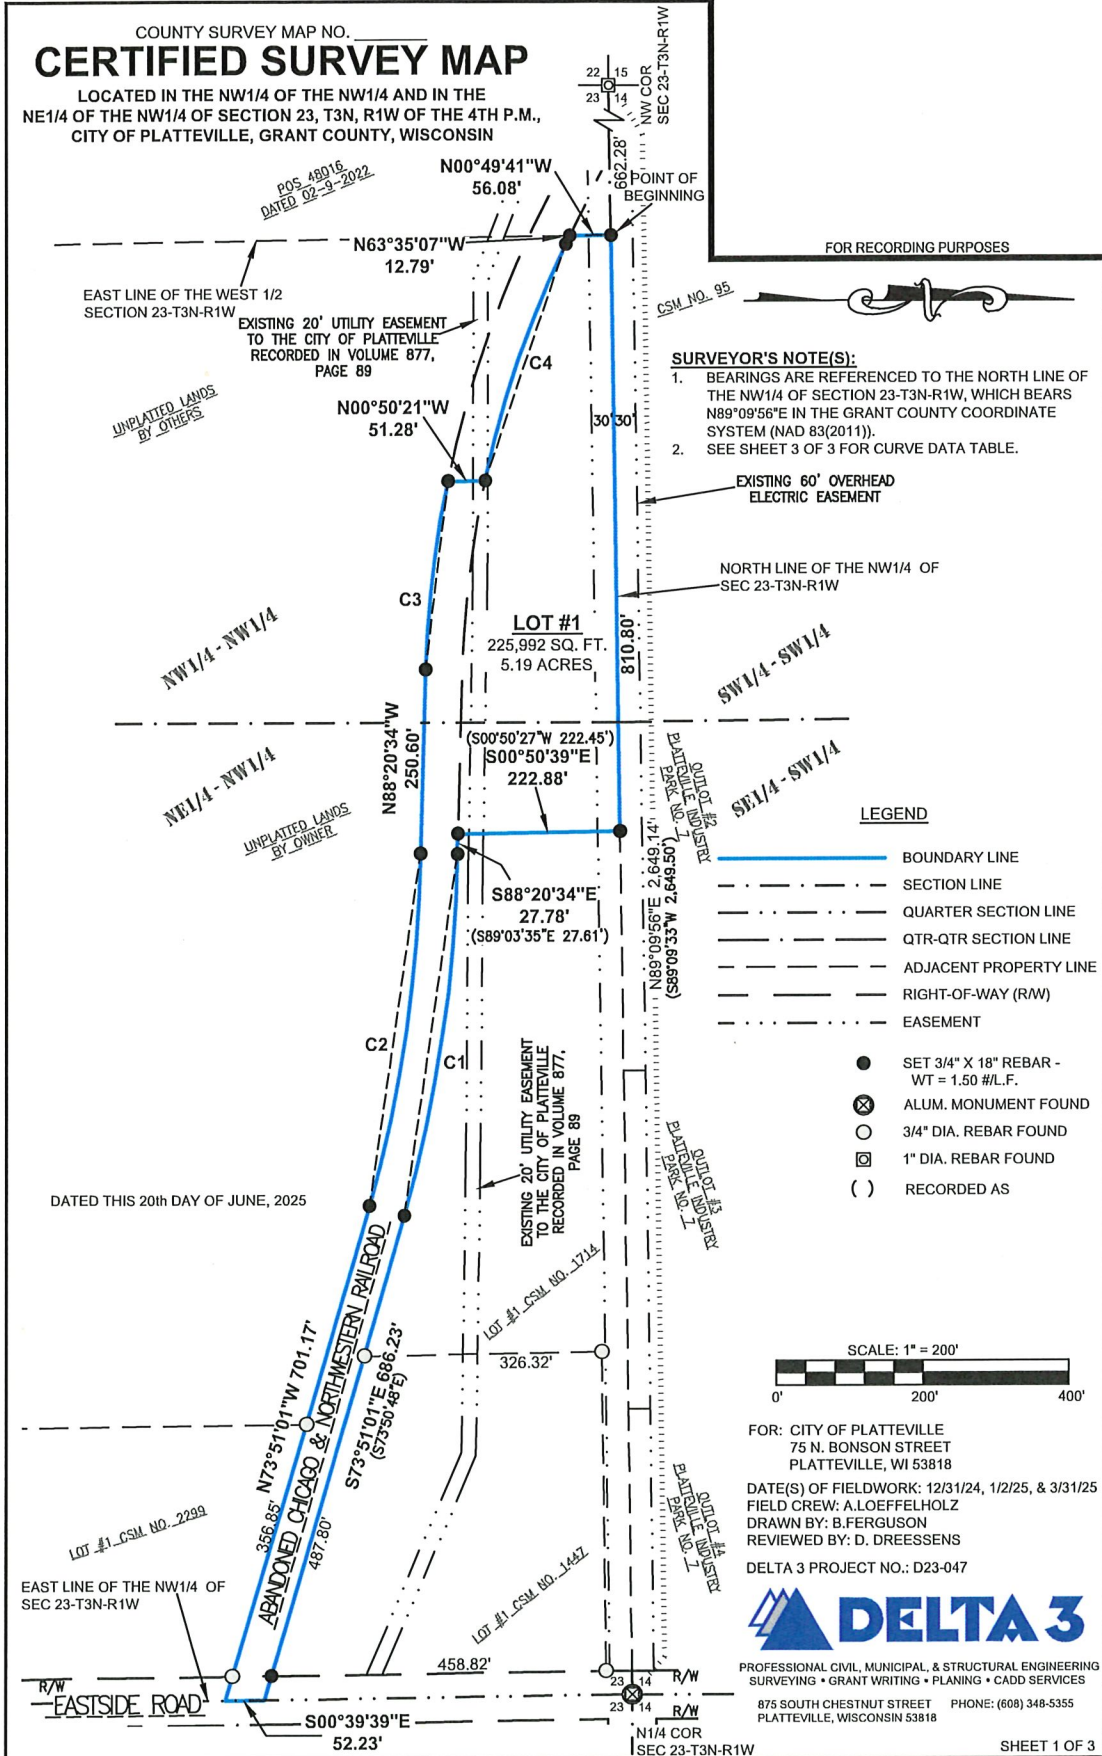 COUNTY SURVEY MAP NO. ________
CERTIFIED SURVEY MAP
LOCATED IN THE NW1/4 OF THE NW1/4 AND IN THE
NE1/4 OF THE NW1/4 OF SECTION 23, T3N, R1W OF THE 4TH P.M.,
CITY OF PLATTEVILLE, GRANT COUNTY, WISCONSIN
22 15
23 14
NW COR
SEC 23-T3N-R1W
662.28'
POINT OF
BEGINNING
FOR RECORDING PURPOSES
POS 48016
DATED 02-9-2022
N00°49'41"W
56.08'
N63°35'07"W
12.79'
EAST LINE OF THE WEST 1/2
SECTION 23-T3N-R1W
EXISTING 20' UTILITY EASEMENT
TO THE CITY OF PLATTEVILLE
RECORDED IN VOLUME 877,
PAGE 89
CSM NO. 95
SURVEYOR'S NOTE(S):
1. BEARINGS ARE REFERENCED TO THE NORTH LINE OF
THE NW1/4 OF SECTION 23-T3N-R1W, WHICH BEARS
N89°09'56"E IN THE GRANT COUNTY COORDINATE
SYSTEM (NAD 83(2011)).
2. SEE SHEET 3 OF 3 FOR CURVE DATA TABLE.
C4
UNPLATTED LANDS
BY OTHERS
N00°50'21"W
51.28'
30' 30'
EXISTING 60' OVERHEAD
ELECTRIC EASEMENT
NORTH LINE OF THE NW1/4 OF
SEC 23-T3N-R1W
C3
LOT #1
225,992 SQ. FT.
5.19 ACRES
810.80'
NW1/4 - NW1/4
SW1/4 - SW1/4
NE1/4 - NW1/4
SE1/4 - SW1/4
N88°20'34"W
250.60'
(S00°50'27"W 222.45')
S00°50'39"E
222.88'
OUTLOT #2
PLATTEVILLE INDUSTRY
PARK NO. 7
UNPLATTED LANDS
BY OWNER
S88°20'34"E
27.78'
(S89°03'35"E 27.61')
N89°09'56"E 2,649.14'
(S89°09'33"W 2,649.50')
LEGEND
BOUNDARY LINE
SECTION LINE
QUARTER SECTION LINE
QTR-QTR SECTION LINE
ADJACENT PROPERTY LINE
RIGHT-OF-WAY (R/W)
EASEMENT
SET 3/4" X 18" REBAR -
WT = 1.50 #/L.F.
ALUM. MONUMENT FOUND
3/4" DIA. REBAR FOUND
1" DIA. REBAR FOUND
( ) RECORDED AS
C2
C1
EXISTING 20' UTILITY EASEMENT
TO THE CITY OF PLATTEVILLE
RECORDED IN VOLUME 877,
PAGE 89
OUTLOT #3
PLATTEVILLE INDUSTRY
PARK NO. 7
DATED THIS 20th DAY OF JUNE, 2025
LOT #1 CSM NO. 1714
326.32'
N73°51'01"W 701.17'
356.85'
ABANDONED CHICAGO & NORTHWESTERN RAILROAD
S73°51'01"E 686.23'
(S73°50'48"E)
487.80'
SCALE: 1" = 200'
0' 200' 400'
FOR: CITY OF PLATTEVILLE
75 N. BONSON STREET
PLATTEVILLE, WI 53818
DATE(S) OF FIELDWORK: 12/31/24, 1/2/25, & 3/31/25
FIELD CREW: A.LOEFFELHOLZ
DRAWN BY: B.FERGUSON
REVIEWED BY: D. DREESSENS
DELTA 3 PROJECT NO.: D23-047
OUTLOT #4
PLATTEVILLE INDUSTRY
PARK NO. 7
LOT #1 CSM NO. 2299
LOT #1 CSM NO. 1447
EAST LINE OF THE NW1/4 OF
SEC 23-T3N-R1W
DELTA 3
PROFESSIONAL CIVIL, MUNICIPAL, & STRUCTURAL ENGINEERING
SURVEYING • GRANT WRITING • PLANING • CADD SERVICES
875 SOUTH CHESTNUT STREET PHONE: (608) 348-5355
PLATTEVILLE, WISCONSIN 53818
458.82'
R/W
R/W
R/W
EASTSIDE ROAD
23 14
23 14
S00°39'39"E
52.23'
N1/4 COR
SEC 23-T3N-R1W
SHEET 1 OF 3